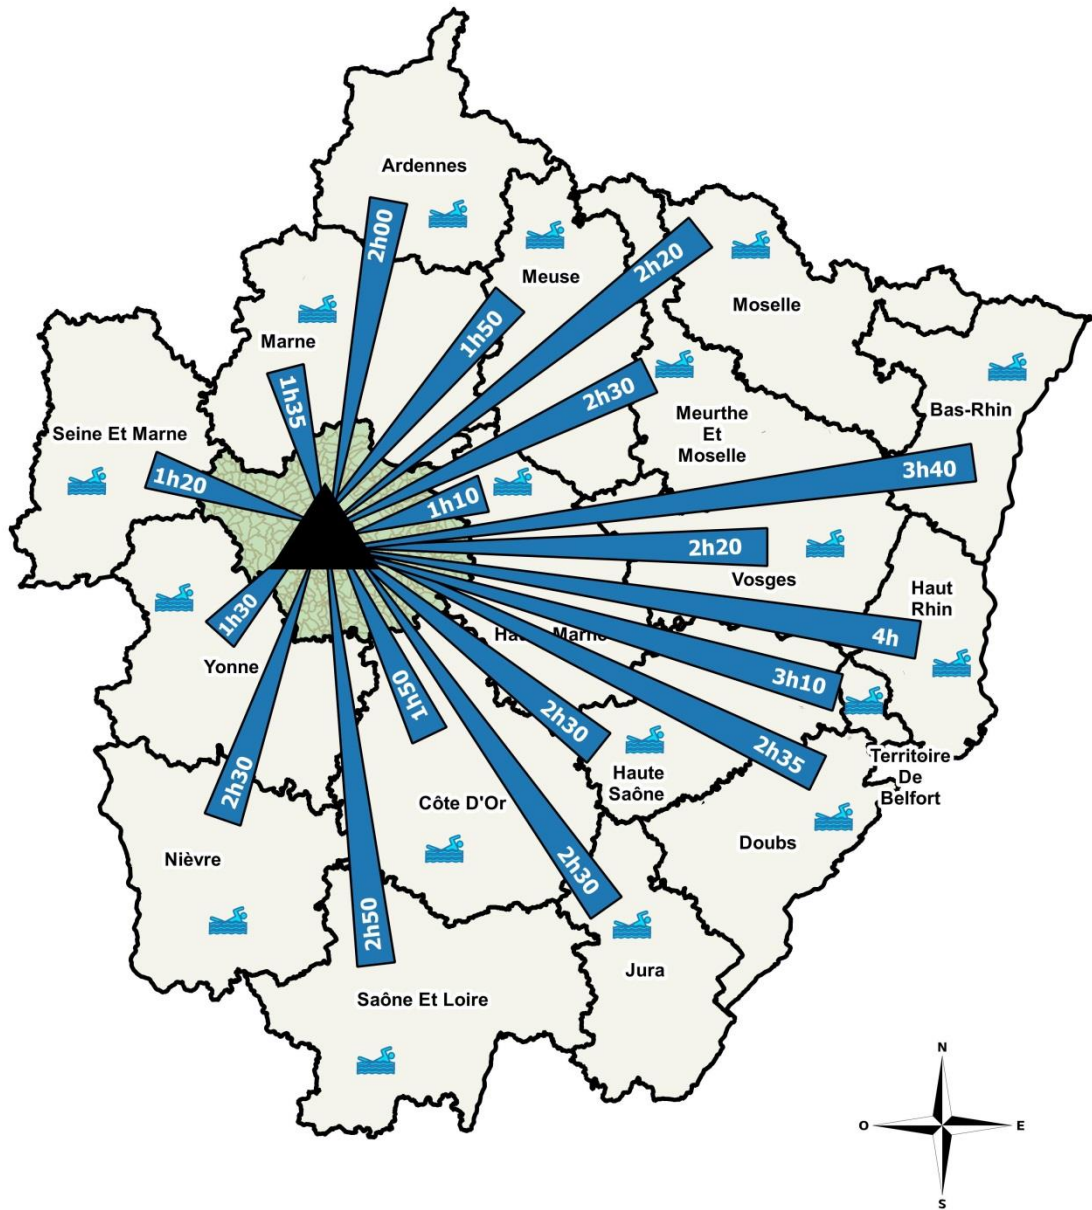 Ardennes
2h00
2h20
Meuse
Moselle
1h50
Marne
1h35
2h30
Bas-Rhin
Meurthe
Et
Moselle
Seine Et Marne
1h20
3h40
1h10
2h20
Vosges
Haut
Rhin
1h30
4h
Yonne
3h10
1h50
2h30
2h35
Territoire
De
Belfort
2h30
Haute
Saône
Côte D'Or
Doubs
Nièvre
2h30
2h50
Jura
Saône Et Loire
N
O
E
S